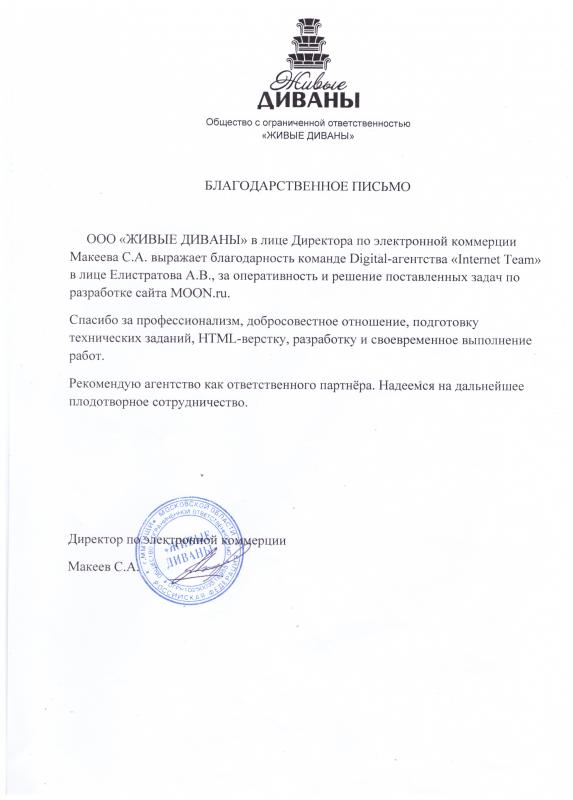 Живые
ДИВАНЫ
Общество с ограниченной ответственностью
«ЖИВЫЕ ДИВАНЫ»
БЛАГОДАРСТВЕННОЕ ПИСЬМО
ООО «ЖИВЫЕ ДИВАНЫ» в лице Директора по электронной коммерции
Макеева С.А. выражает благодарность команде Digital-агентства «Internet Team»
в лице Елистратова А.В., за оперативность и решение поставленных задач по
разработке сайта MOON.ru.
Спасибо за профессионализм, добросовестное отношение, подготовку
технических заданий, HTML-верстку, разработку и своевременное выполнение
работ.
Рекомендую агентство как ответственного партнёра. Надеемся на дальнейшее
плодотворное сотрудничество.
Директор по электронной коммерции
Макеев С.А.
МОСКОВСКОЙ ОБЛАСТИ
РОССИЙСКАЯ ФЕДЕРАЦИЯ
«ЖИВЫЕ
ДИВАНЫ»